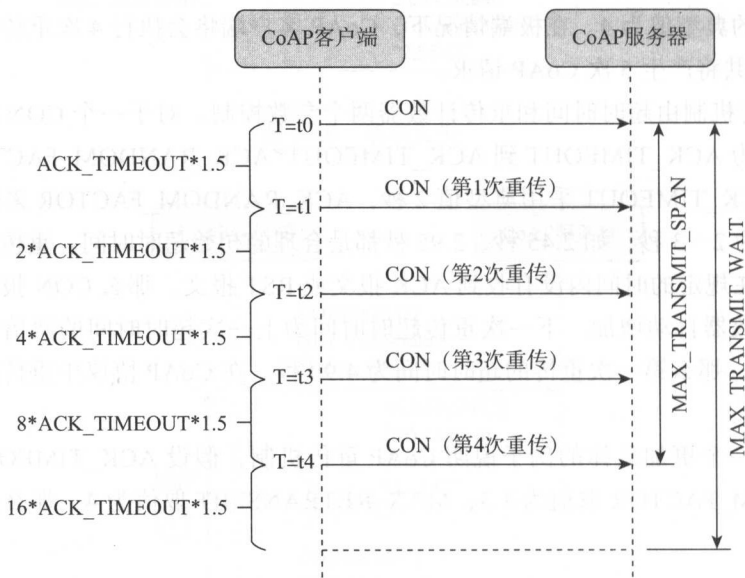 CoAP客户端
CoAP服务器
CON
T=t0
ACK_TIMEOUT*1.5
CON（第1次重传）
T=t1
2*ACK_TIMEOUT*1.5
CON（第2次重传）
T=t2
4*ACK_TIMEOUT*1.5
CON（第3次重传）
T=t3
8*ACK_TIMEOUT*1.5
CON（第4次重传）
T=t4
16*ACK_TIMEOUT*1.5
MAX_TRANSMIT_SPAN
MAX_TRANSMIT_WAIT